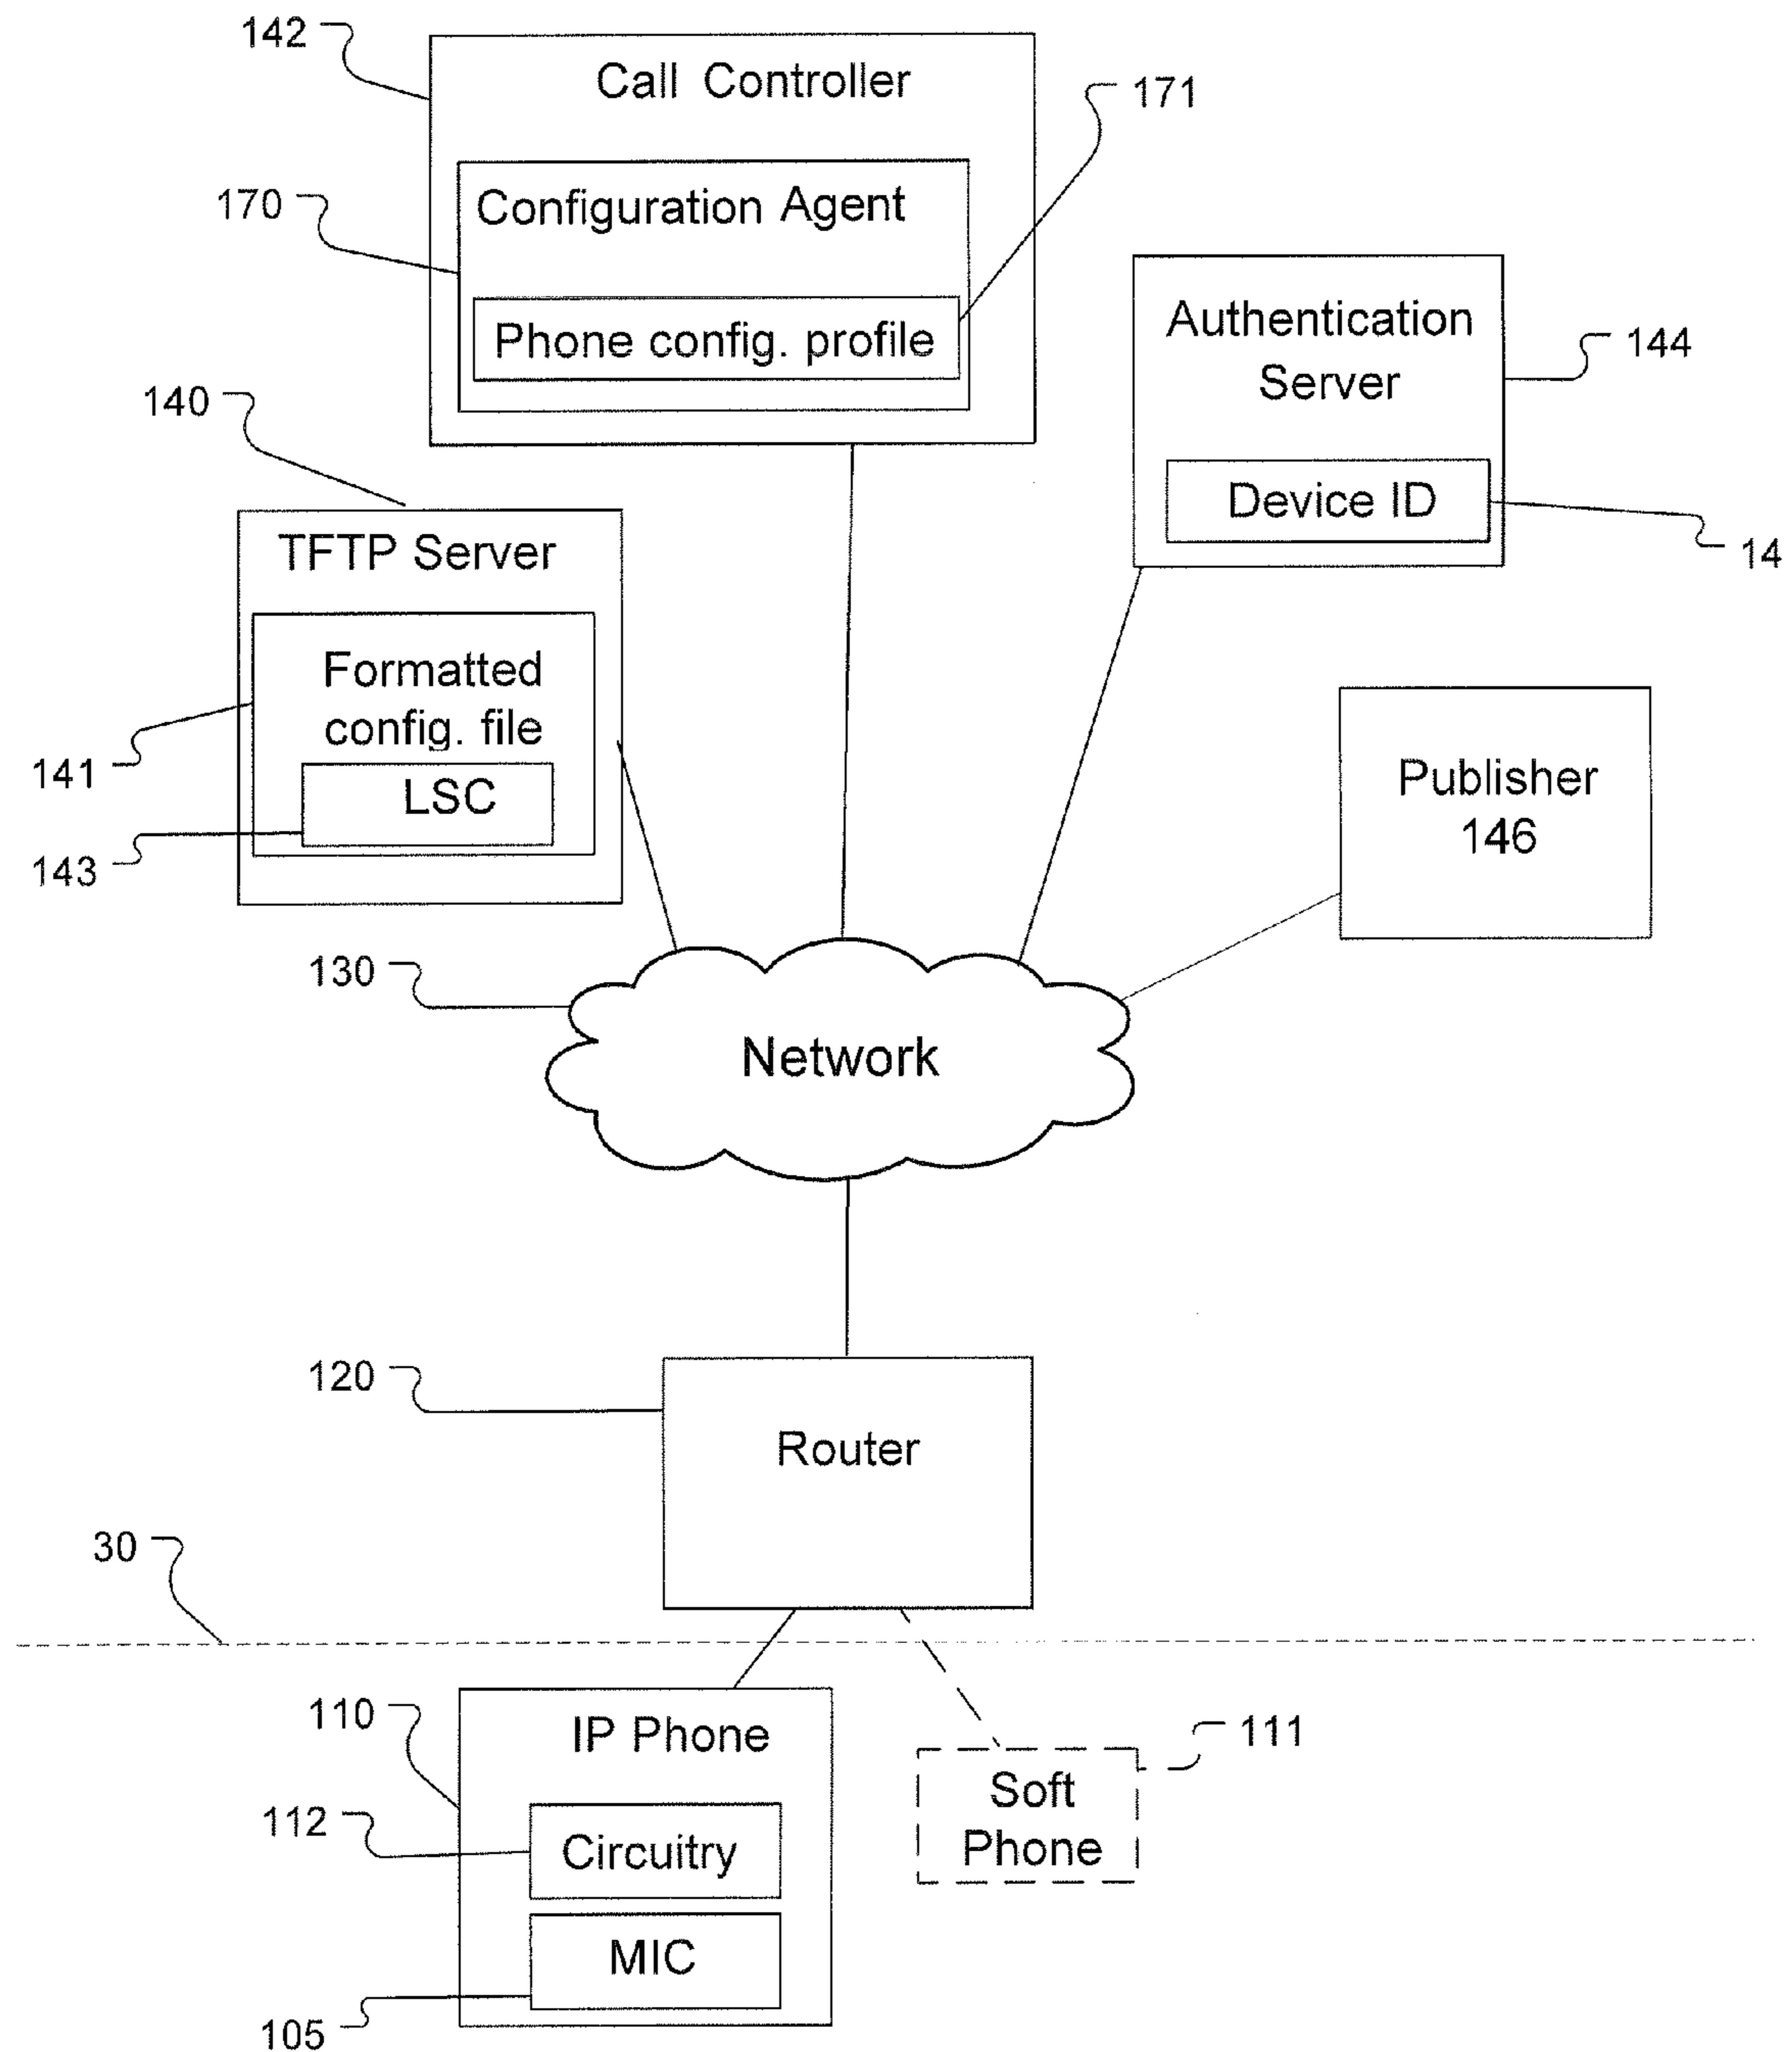 142
Call Controller
171
170
Configuration Agent
Phone config. profile
Authentication
Server
144
Device ID
14
140
TFTP Server
Formatted
config. file
141
LSC
143
Publisher
146
130
Network
120
Router
30
110
IP Phone
111
Soft
Phone
112
Circuitry
MIC
105